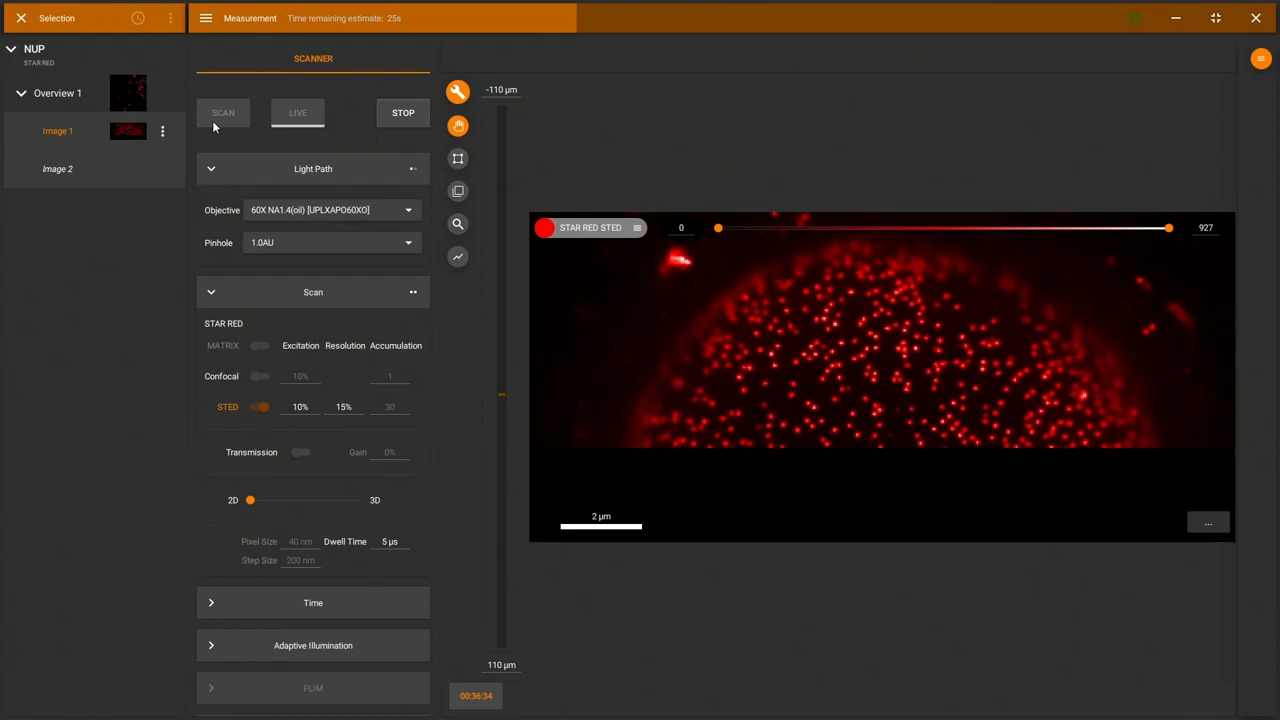 Selection
Measurement Time remaining estimate: 25s
NUP
STAR RED
Overview 1
Image 1
Image 2
SCANNER
SCAN LIVE STOP
Light Path
Objective 60X NA1.4(oil) [UPLXAPO60XO]
Pinhole 1.0AU
Scan
STAR RED
MATRIX Excitation Resolution Accumulation
Confocal 10% 1
STED 10% 15% 30
Transmission Gain 0%
2D 3D
Pixel Size 40 nm Dwell Time 5 µs
Step Size 200 nm
Time
Adaptive Illumination
FLIM
-110 µm
110 µm
00:36:34
STAR RED STED 0 927
2 µm
...